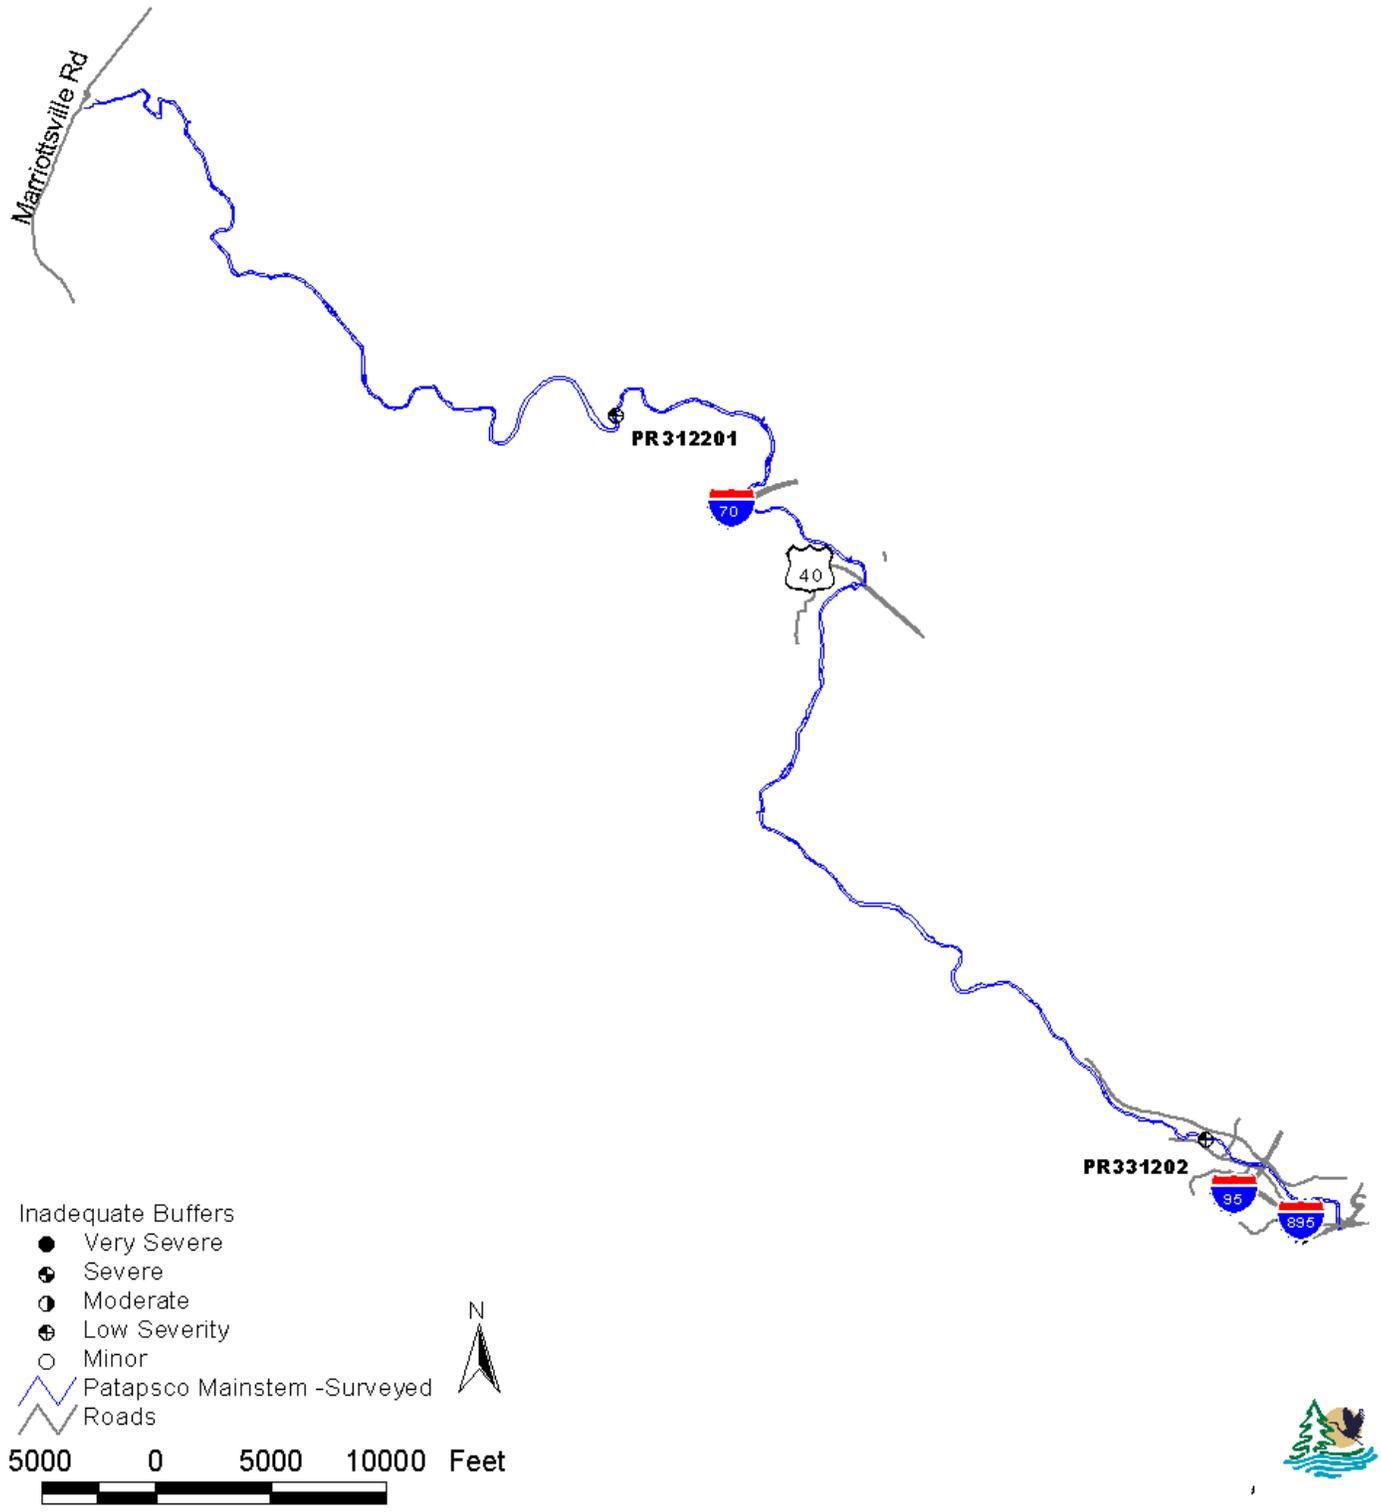 Marriottsville Rd
PR312201
70
40
PR331202
95
895
Inadequate Buffers
Very Severe
Severe
Moderate
Low Severity
Minor
Patapsco Mainstem -Surveyed
Roads
N
5000 0 5000 10000 Feet